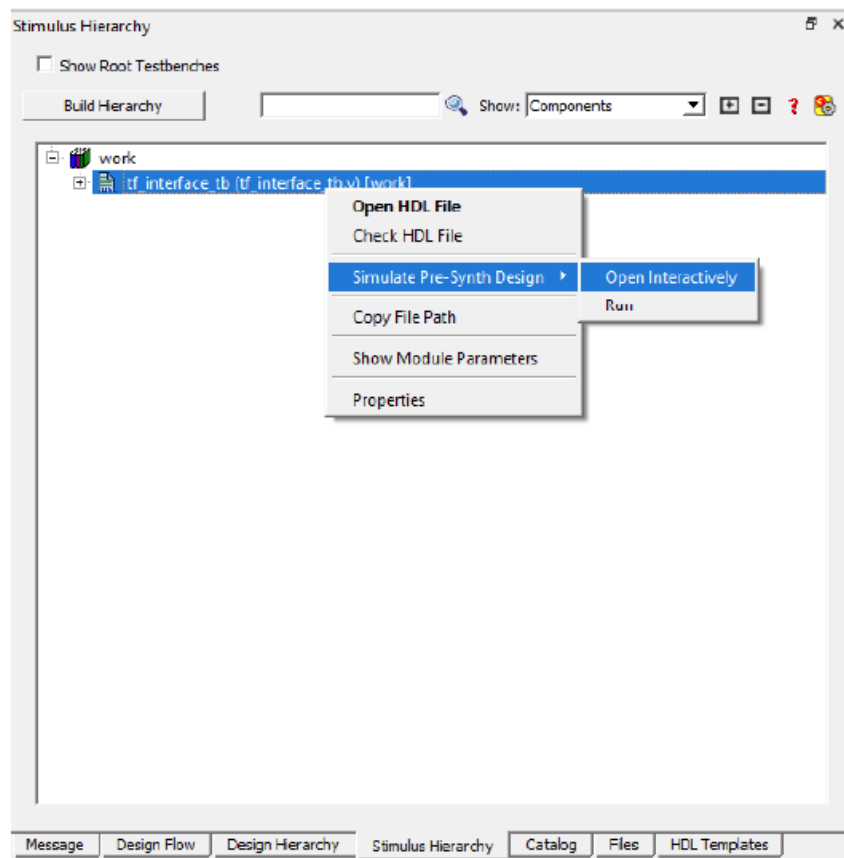 Stimulus Hierarchy
Show Root Testbenches
Build Hierarchy Show: Components
work
tf_interface_tb (tf_interface_tb.v) [work]
Open HDL File
Check HDL File
Simulate Pre-Synth Design Open Interactively
Run
Copy File Path
Show Module Parameters
Properties
Message Design Flow Design Hierarchy Stimulus Hierarchy Catalog Files HDL Templates